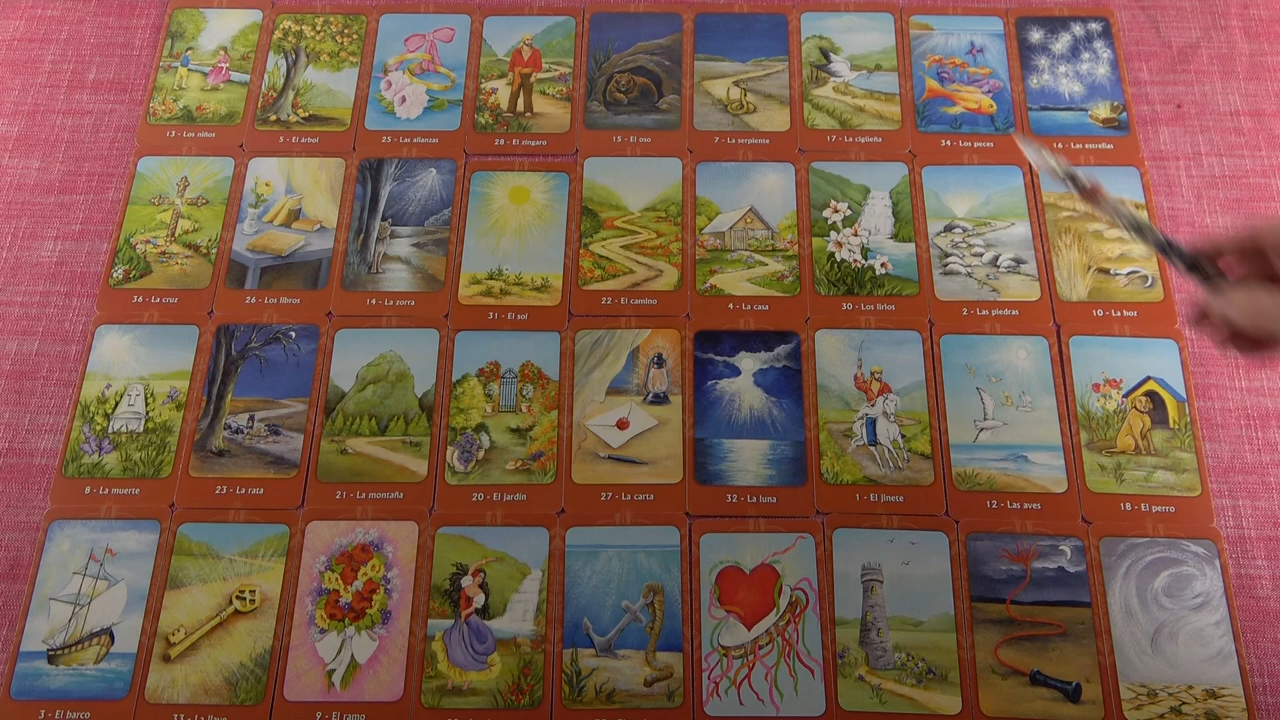 13 - Los niños
5 - El árbol
25 - Las alianzas
28 - El zíngaro
15 - El oso
7 - La serpiente
17 - La cigüeña
34 - Los peces
16 - Las estrellas
36 - La cruz
26 - Los libros
14 - La zorra
31 - El sol
22 - El camino
4 - La casa
30 - Los lirios
2 - Las piedras
10 - La hoz
8 - La muerte
23 - La rata
21 - La montaña
20 - El jardín
27 - La carta
32 - La luna
1 - El jinete
12 - Las aves
18 - El perro
3 - El barco
33 - La llave
9 - El ramo